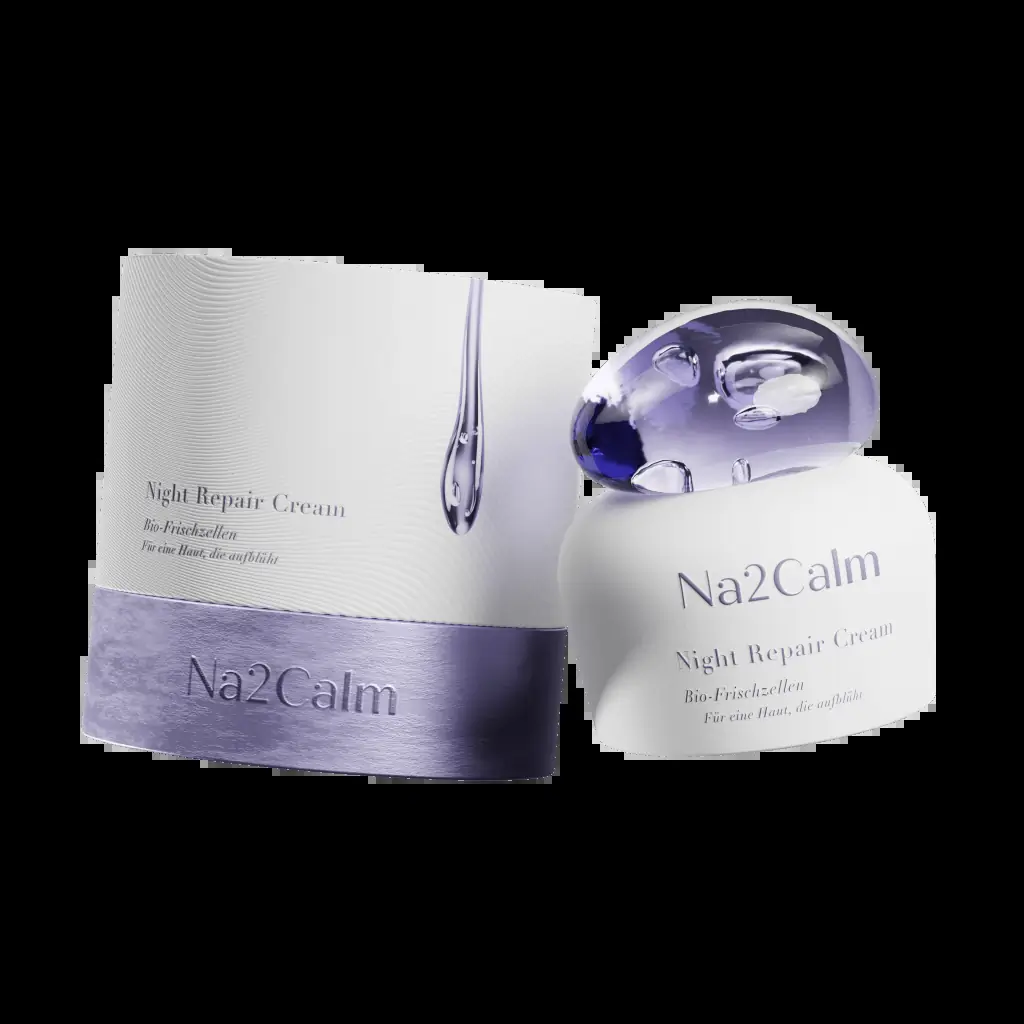 Night Repair Cream
Bio-Frischzellen
Für eine Haut, die aufblüht
Na2Calm
Na2Calm
Night Repair Cream
Bio-Frischzellen
Für eine Haut, die aufblüht